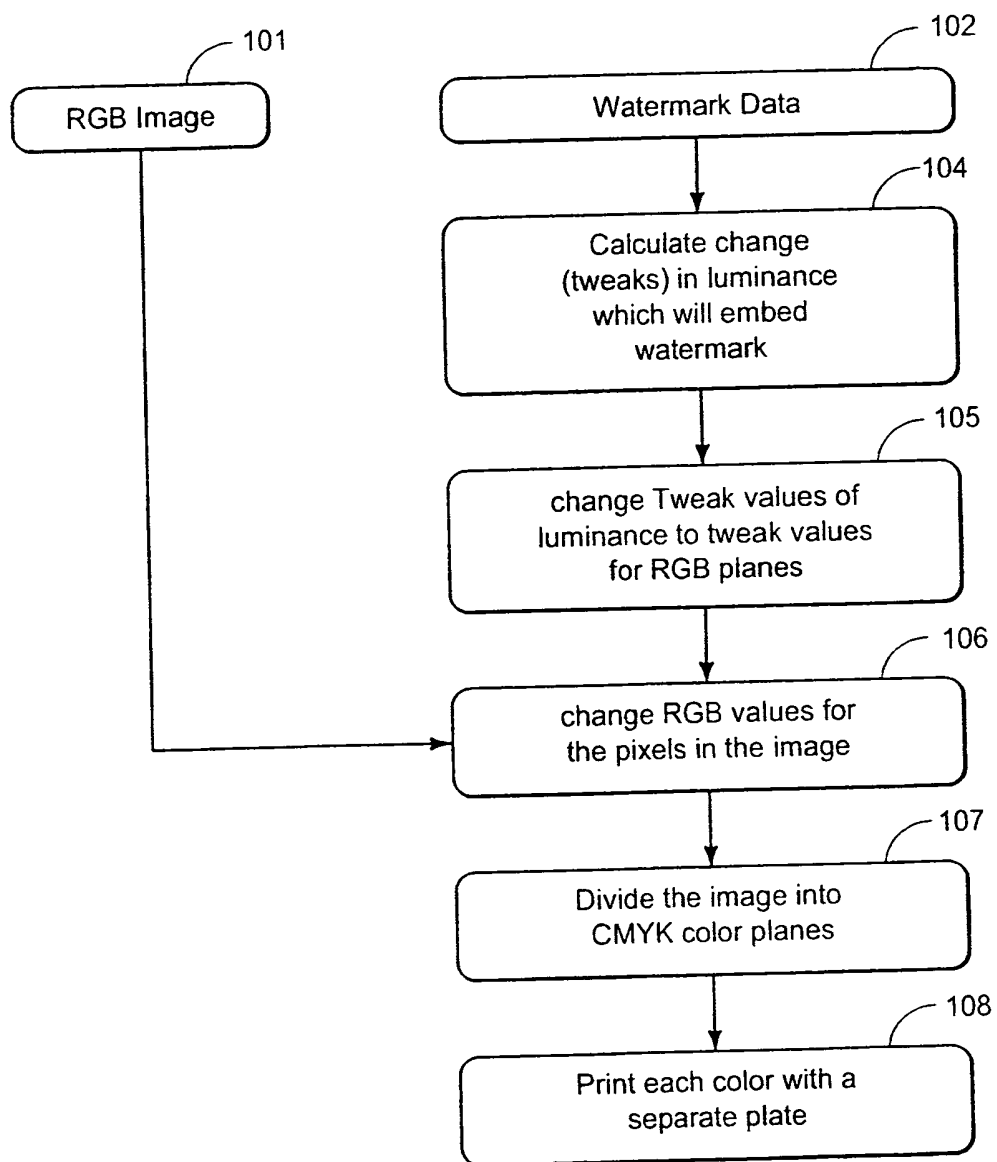 101
RGB Image
102
Watermark Data
104
Calculate change
(tweaks) in luminance
which will embed
watermark
105
change Tweak values of
luminance to tweak values
for RGB planes
106
change RGB values for
the pixels in the image
107
Divide the image into
CMYK color planes
108
Print each color with a
separate plate